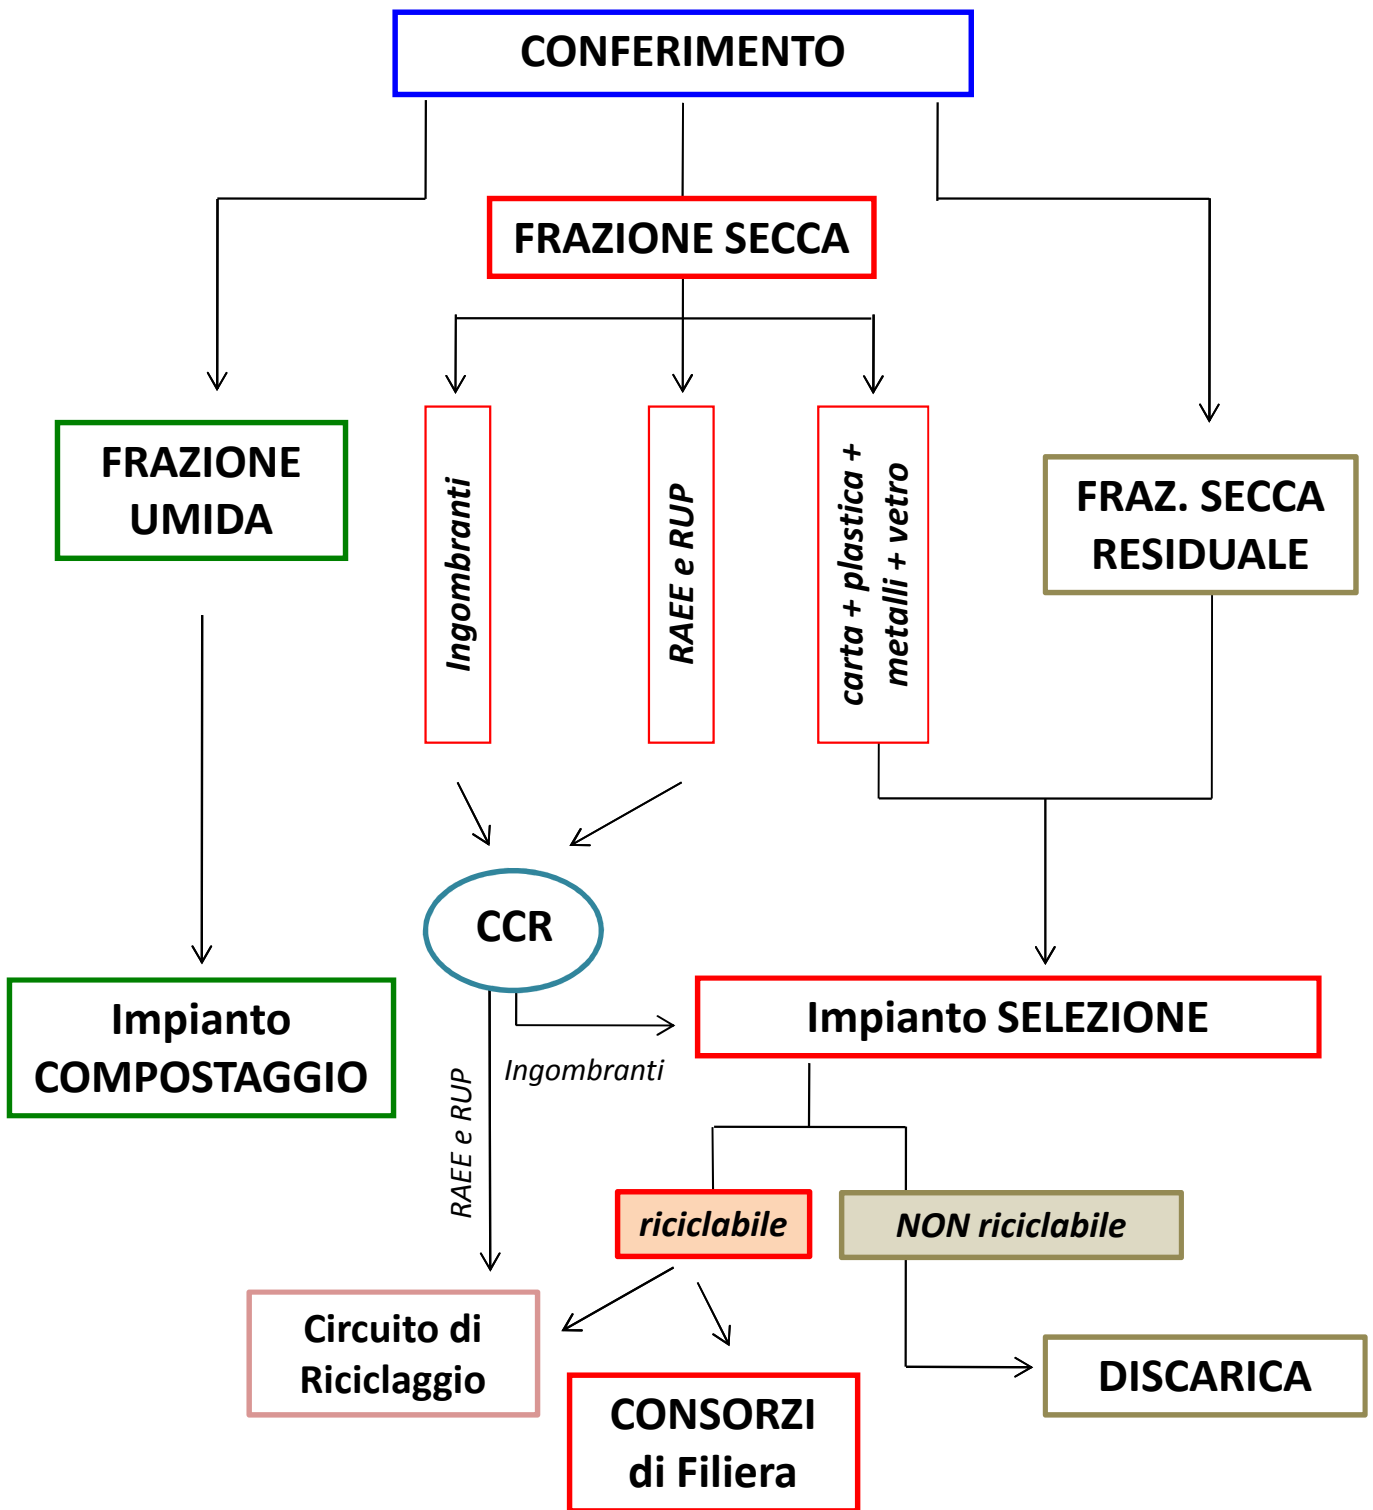 CONFERIMENTO
FRAZIONE SECCA
FRAZIONE
UMIDA
Ingombranti
RAEE e RUP
carta + plastica +
metalli + vetro
FRAZ. SECCA
RESIDUALE
CCR
Impianto
COMPOSTAGGIO
Impianto SELEZIONE
Ingombranti
RAEE e RUP
riciclabile
NON riciclabile
Circuito di
Riciclaggio
CONSORZI
di Filiera
DISCARICA